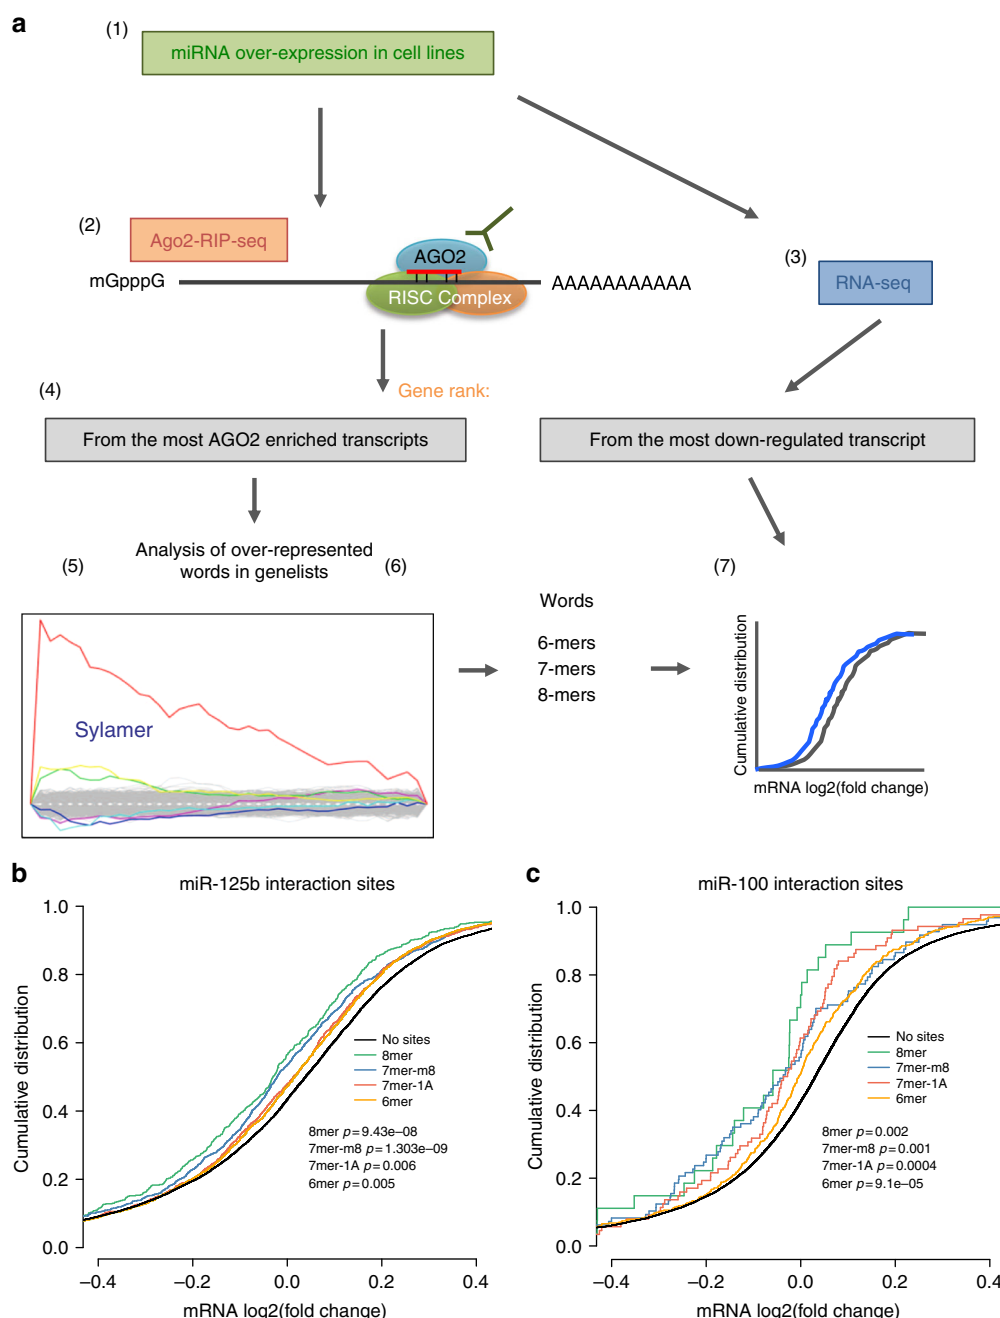 a
(1)
miRNA over-expression in cell lines
(2)
Ago2-RIP-seq
AGO2
mGpppG
AAAAAAAAAAA
RISC Complex
(3)
RNA-seq
(4)
Gene rank:
From the most AGO2 enriched transcripts
From the most down-regulated transcript
Analysis of over-represented
words in genelists
(5)
(6)
(7)
Sylamer
Words
6-mers
7-mers
8-mers
Cumulative distribution
mRNA log2(fold change)
b
miR-125b interaction sites
Cumulative distribution
1.0
0.8
0.6
0.4
0.2
0.0
No sites
8mer
7mer-m8
7mer-1A
6mer
8mer p=9.43e–08
7mer-m8 p=1.303e–09
7mer-1A p=0.006
6mer p=0.005
–0.4
–0.2
0.0
0.2
0.4
mRNA log2(fold change)
c
miR-100 interaction sites
Cumulative distribution
1.0
0.8
0.6
0.4
0.2
0.0
No sites
8mer
7mer-m8
7mer-1A
6mer
8mer p=0.002
7mer-m8 p=0.001
7mer-1A p=0.0004
6mer p=9.1e–05
–0.4
–0.2
0.0
0.2
0.4
mRNA log2(fold change)